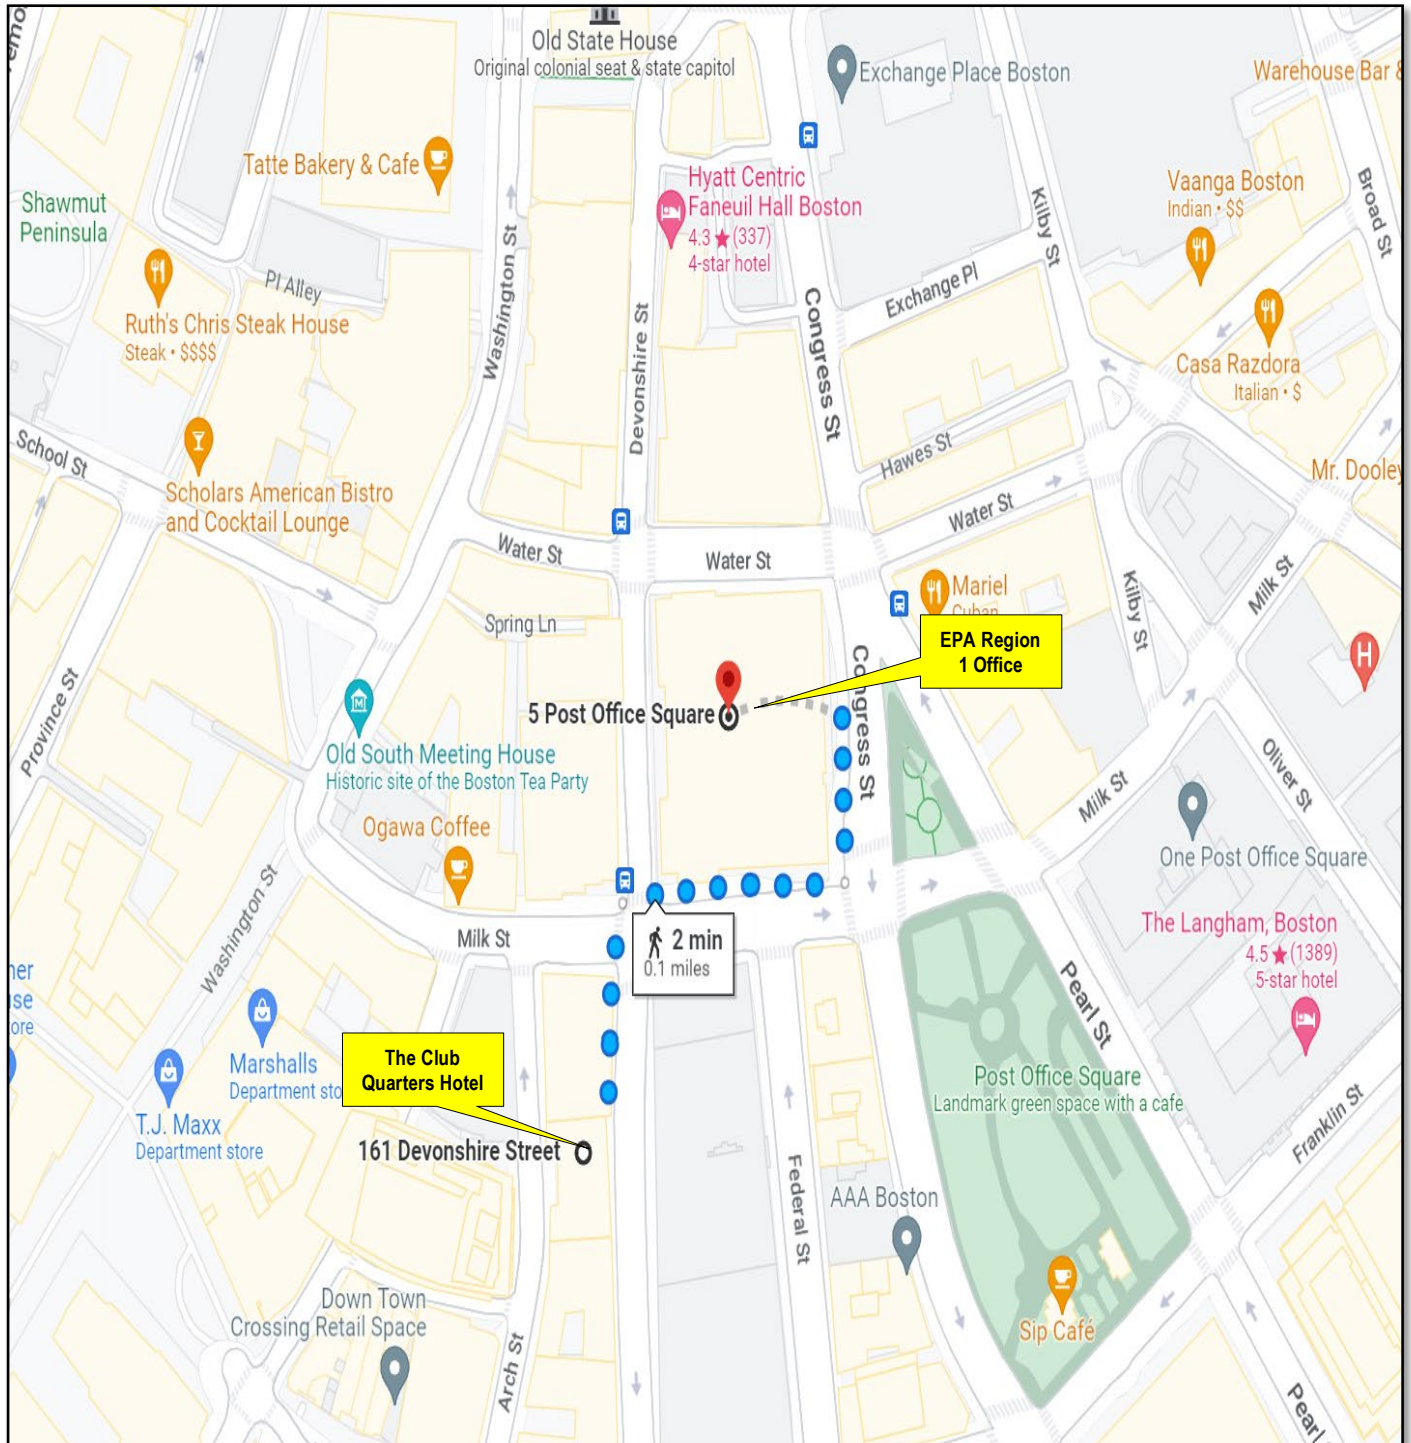 Old State House
Original colonial seat & state capitol
Exchange Place Boston
Warehouse Bar &
Tatte Bakery & Cafe
Hyatt Centric
Faneuil Hall Boston
4.3 ★ (337)
4-star hotel
Vaanga Boston
Indian • $$
Broad St
Kilby St
Shawmut
Peninsula
Pl Alley
Washington St
Exchange Pl
Ruth's Chris Steak House
Steak • $$$$
Devonshire St
Congress St
Casa Razdora
Italian • $
School St
Hawes St
Scholars American Bistro
and Cocktail Lounge
Mr. Dooley
Water St
Water St
Water St
Mariel
Cuban
Kilby St
Milk St
Spring Ln
EPA Region
1 Office
H
Province St
Congress St
5 Post Office Square
Old South Meeting House
Historic site of the Boston Tea Party
Oliver St
Milk St
Ogawa Coffee
One Post Office Square
Washington St
Milk St
2 min
0.1 miles
The Langham, Boston
4.5 ★ (1389)
5-star hotel
Pearl St
ner
se
ore
Marshalls
Department sto
The Club
Quarters Hotel
T.J. Maxx
Department store
Post Office Square
Landmark green space with a cafe
161 Devonshire Street
Franklin St
Federal St
AAA Boston
Down Town
Crossing Retail Space
Sip Café
Arch St
Pearl